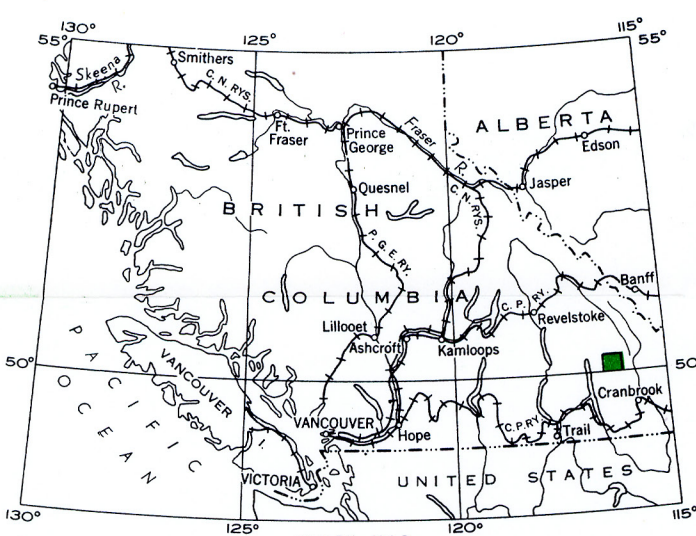 130°
125°
120°
115°
55°
55°
Skeena R.
Smithers
C. N. RYS.
Prince Rupert
Ft. Fraser
Prince George
Fraser R.
ALBERTA
Edson
Jasper
C. N. RYS.
Quesnel
BRITISH
P. G. E. RY.
COLUMBIA
Banff
C. P. RY.
Revelstoke
Lillooet
Ashcroft
Kamloops
PACIFIC OCEAN
VANCOUVER
50°
50
Cranbrook
VANCOUVER
Hope
C.P.RY.
Trail
VICTORIA
UNITED STATES
130°
125°
120°
115°